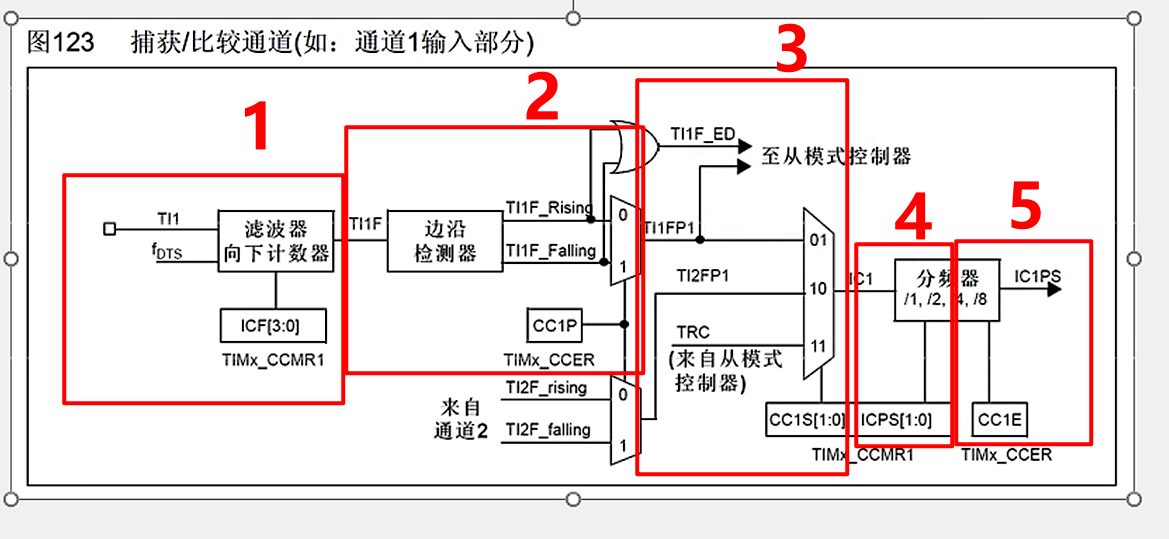 图123 捕获/比较通道(如：通道1输入部分)
1
2
3
4
5
TI1
fDTS
滤波器
向下计数器
ICF[3:0]
TIMx_CCMR1
TI1F
边沿
检测器
TI1F_Rising
TI1F_Falling
0
1
CC1P
TIMx_CCER
TI1F_ED
至从模式控制器
TI1FP1
TI2FP1
TRC
(来自从模式
控制器)
来自
通道2
TI2F_rising
TI2F_falling
0
1
01
10
11
IC1
分频器
/1, /2, /4, /8
IC1PS
CC1S[1:0]
ICPS[1:0]
TIMx_CCMR1
CC1E
TIMx_CCER